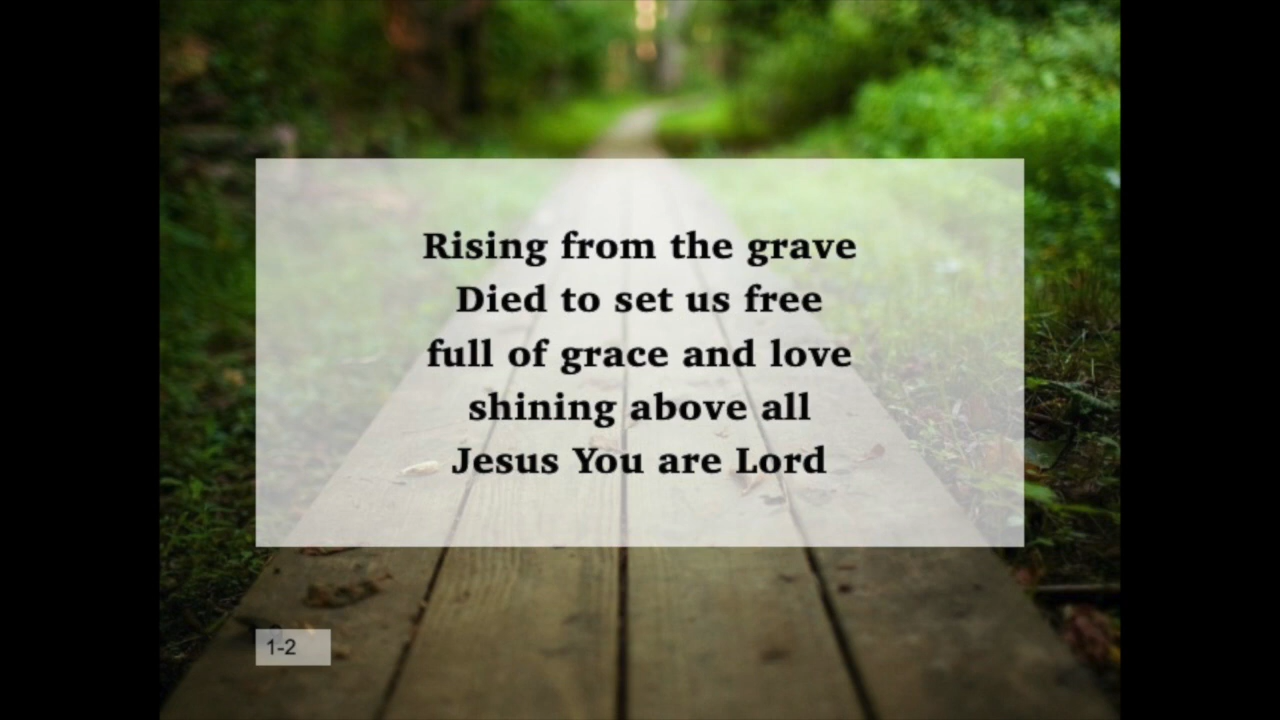 Rising from the grave
Died to set us free
full of grace and love
shining above all
Jesus You are Lord
1-2